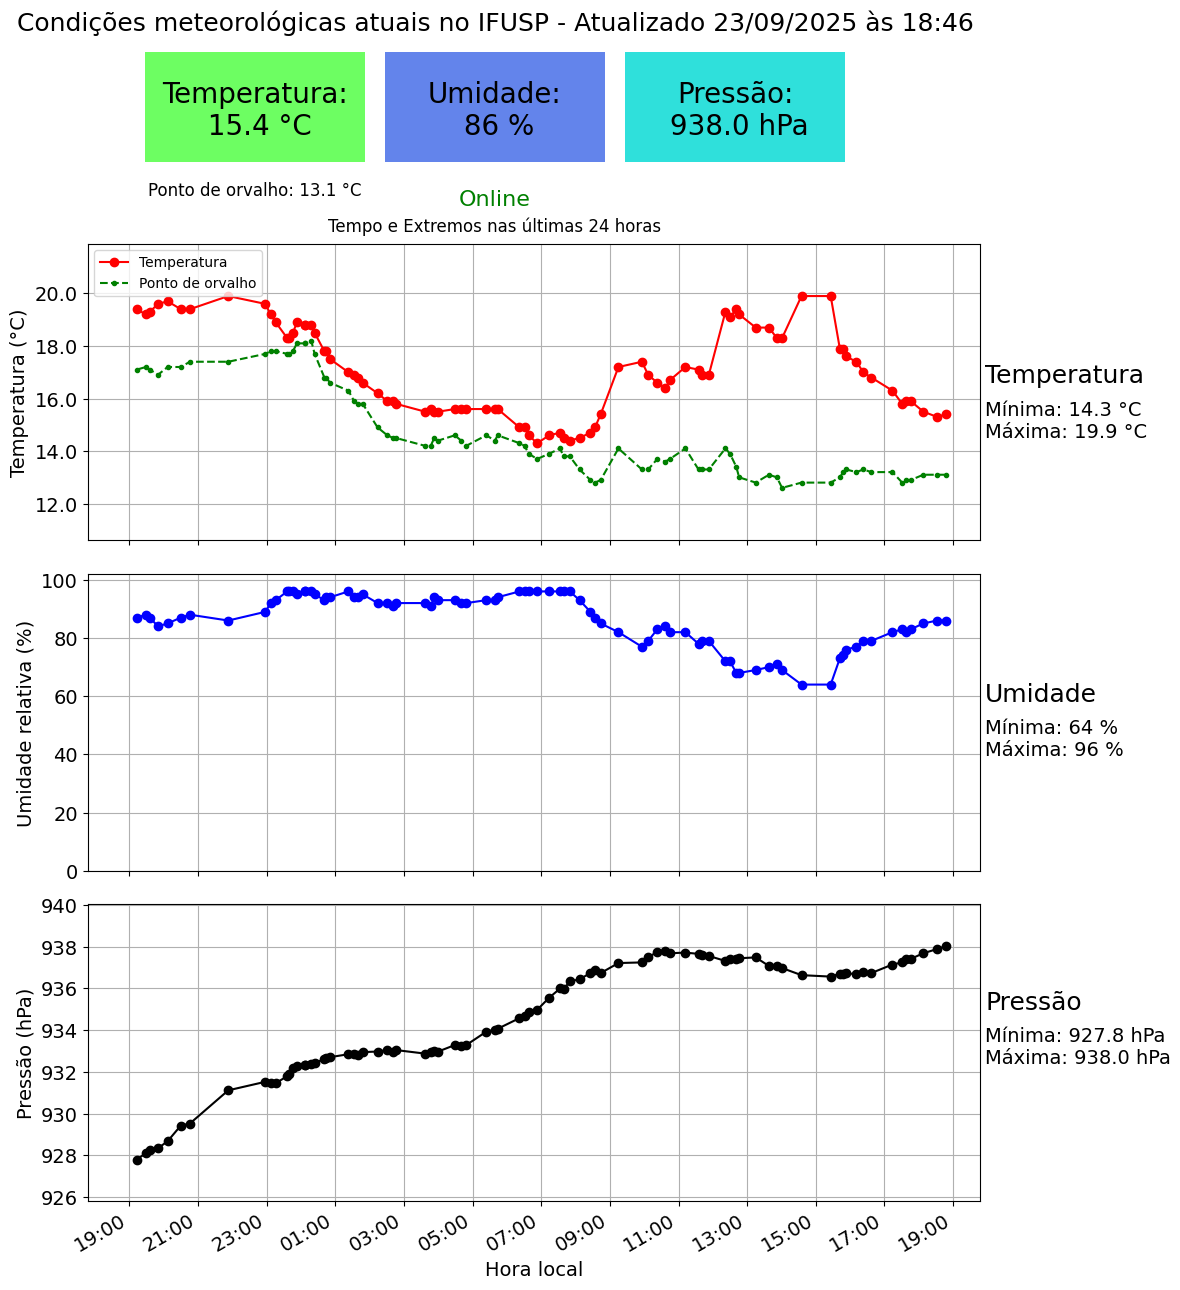 Condições meteorológicas atuais no IFUSP - Atualizado 23/09/2025 às 18:46
Temperatura:
15.4 °C
Umidade:
86 %
Pressão:
938.0 hPa
Ponto de orvalho: 13.1 °C
Online
Tempo e Extremos nas últimas 24 horas
Temperatura
Ponto de orvalho
Temperatura (°C)
20.0
18.0
16.0
14.0
12.0
Temperatura
Mínima: 14.3 °C
Máxima: 19.9 °C
Umidade relativa (%)
100
80
60
40
20
0
Umidade
Mínima: 64 %
Máxima: 96 %
Pressão (hPa)
940
938
936
934
932
930
928
926
Pressão
Mínima: 927.8 hPa
Máxima: 938.0 hPa
19:00 21:00 23:00 01:00 03:00 05:00 07:00 09:00 11:00 13:00 15:00 17:00 19:00
Hora local